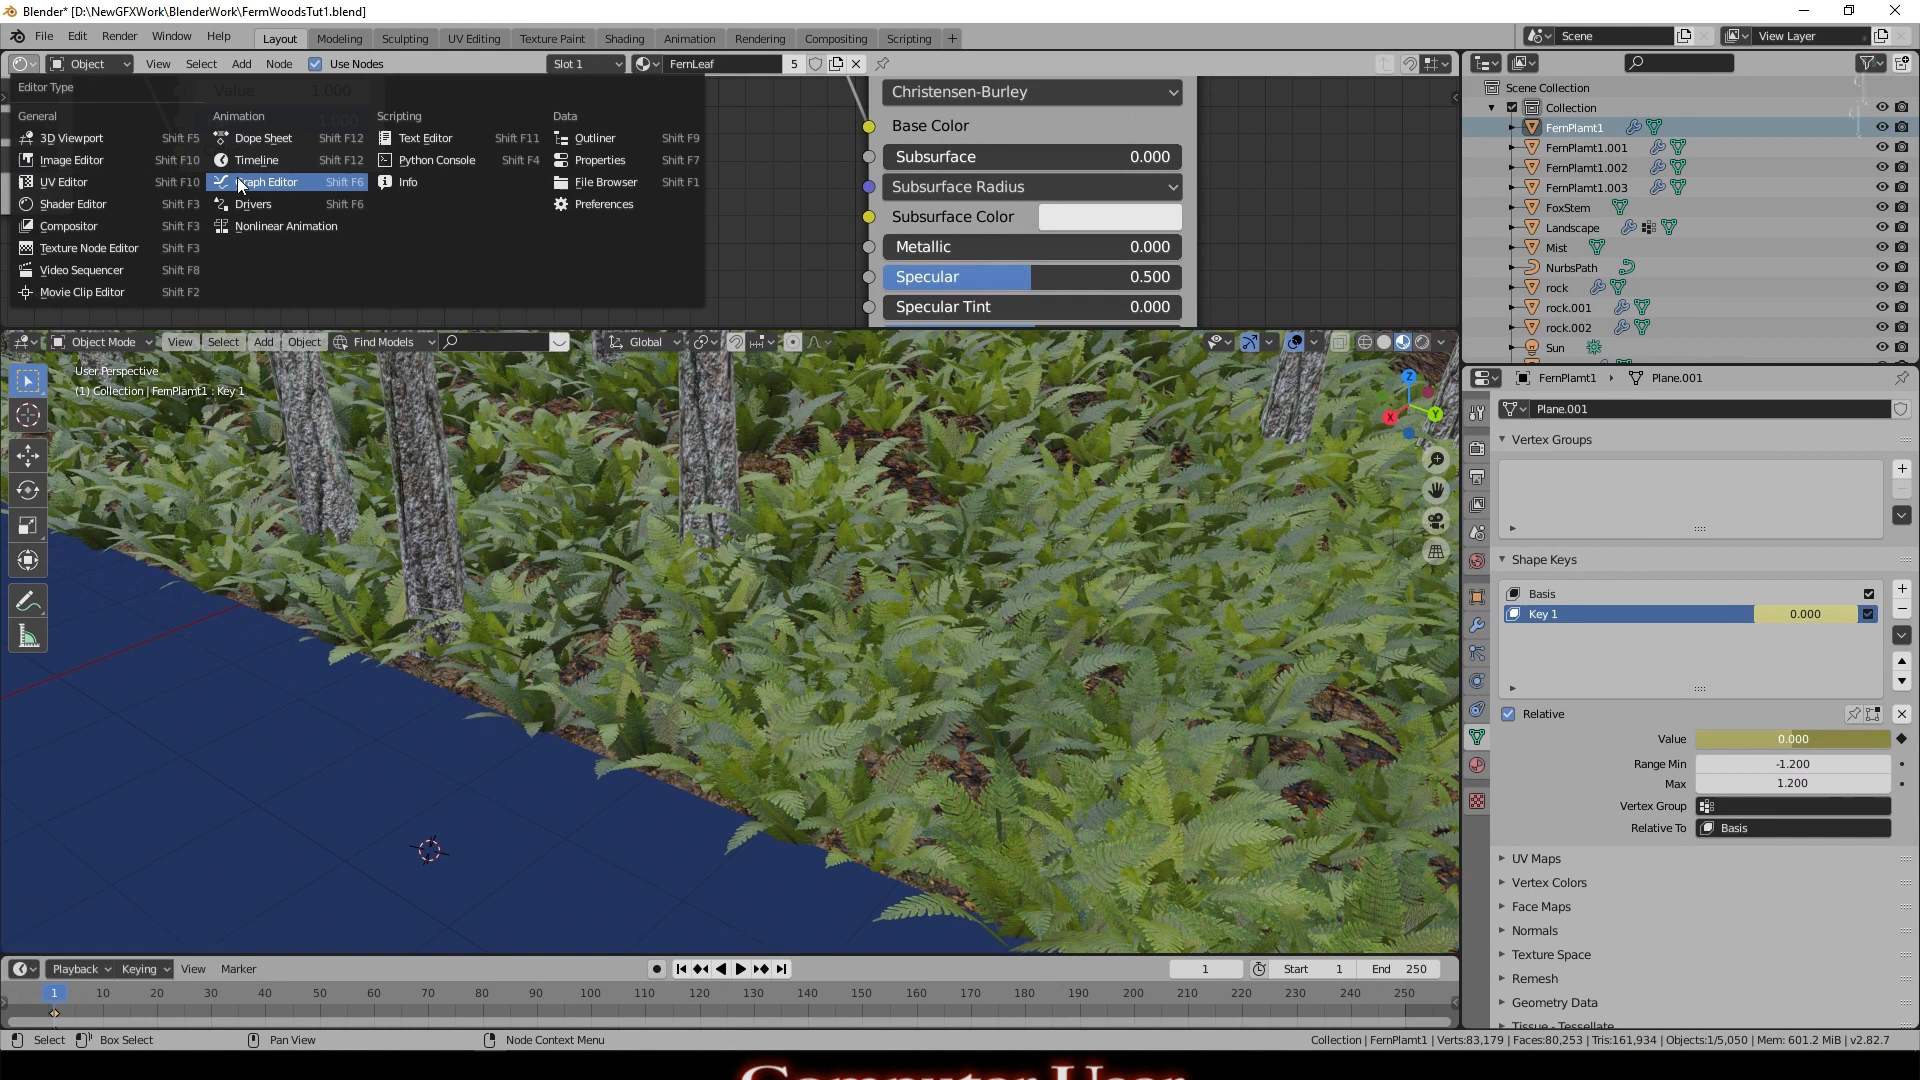 Blender* [D:\NewGFXWork\BlenderWork\FermWoodsTut1.blend]
File Edit Render Window Help Layout Modeling Sculpting UV Editing Texture Paint Shading Animation Rendering Compositing Scripting + Scene View Layer
Object View Select Add Node Use Nodes Slot 1 FernLeaf 5
Editor Type
General Animation Scripting Data
3D Viewport Shift F5 Dope Sheet Shift F12 Text Editor Shift F11 Outliner Shift F9
Image Editor Shift F10 Timeline Shift F12 Python Console Shift F4 Properties Shift F7
UV Editor Shift F10 Graph Editor Shift F6 Info File Browser Shift F1
Shader Editor Shift F3 Drivers Shift F6 Preferences
Compositor Shift F3 Nonlinear Animation
Texture Node Editor Shift F3
Video Sequencer Shift F8
Movie Clip Editor Shift F2
Value 1.000
1.000
Christensen-Burley
Base Color
Subsurface 0.000
Subsurface Radius
Subsurface Color
Metallic 0.000
Specular 0.500
Specular Tint 0.000
Scene Collection
Collection
FernPlamt1
FernPlamt1.001
FernPlamt1.002
FernPlamt1.003
FoxStem
Landscape
Mist
NurbsPath
rock
rock.001
rock.002
Sun
Object Mode View Select Add Object Find Models Global
User Perspective
(1) Collection | FernPlamt1 : Key 1
Z
X
Y
FernPlamt1 Plane.001
Plane.001
Vertex Groups
Shape Keys
Basis
Key 1 0.000
Relative
Value 0.000
Range Min -1.200
Max 1.200
Vertex Group
Relative To Basis
UV Maps
Vertex Colors
Face Maps
Normals
Texture Space
Remesh
Geometry Data
Tissue - Tessellate
Playback Keying View Marker 1 Start 1 End 250
1 10 20 30 40 50 60 70 80 90 100 110 120 130 140 150 160 170 180 190 200 210 220 230 240 250
Select Box Select Pan View Node Context Menu Collection | FernPlamt1 | Verts:83,179 | Faces:80,253 | Tris:161,934 | Objects:1/5,050 | Mem: 601.2 MiB | v2.82.7
Computer User